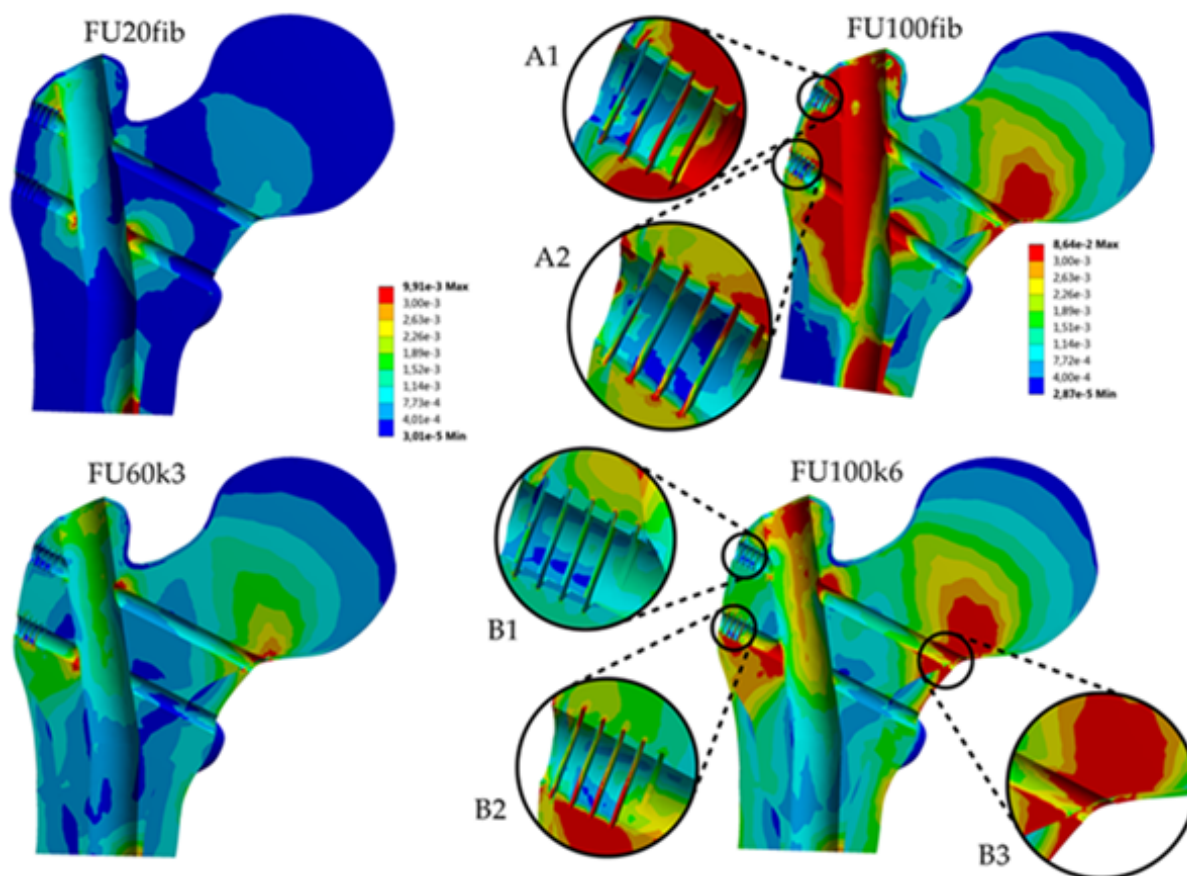 FU20fib
9,91e-3 Max
3,00e-3
2,63e-3
2,26e-3
1,89e-3
1,52e-3
1,14e-3
7,73e-4
4,01e-4
3,01e-5 Min
A1
FU100fib
A2
8,64e-2 Max
3,00e-3
2,63e-3
2,26e-3
1,89e-3
1,51e-3
1,14e-3
7,72e-4
4,00e-4
2,87e-5 Min
FU60k3
FU100k6
B1
B2
B3